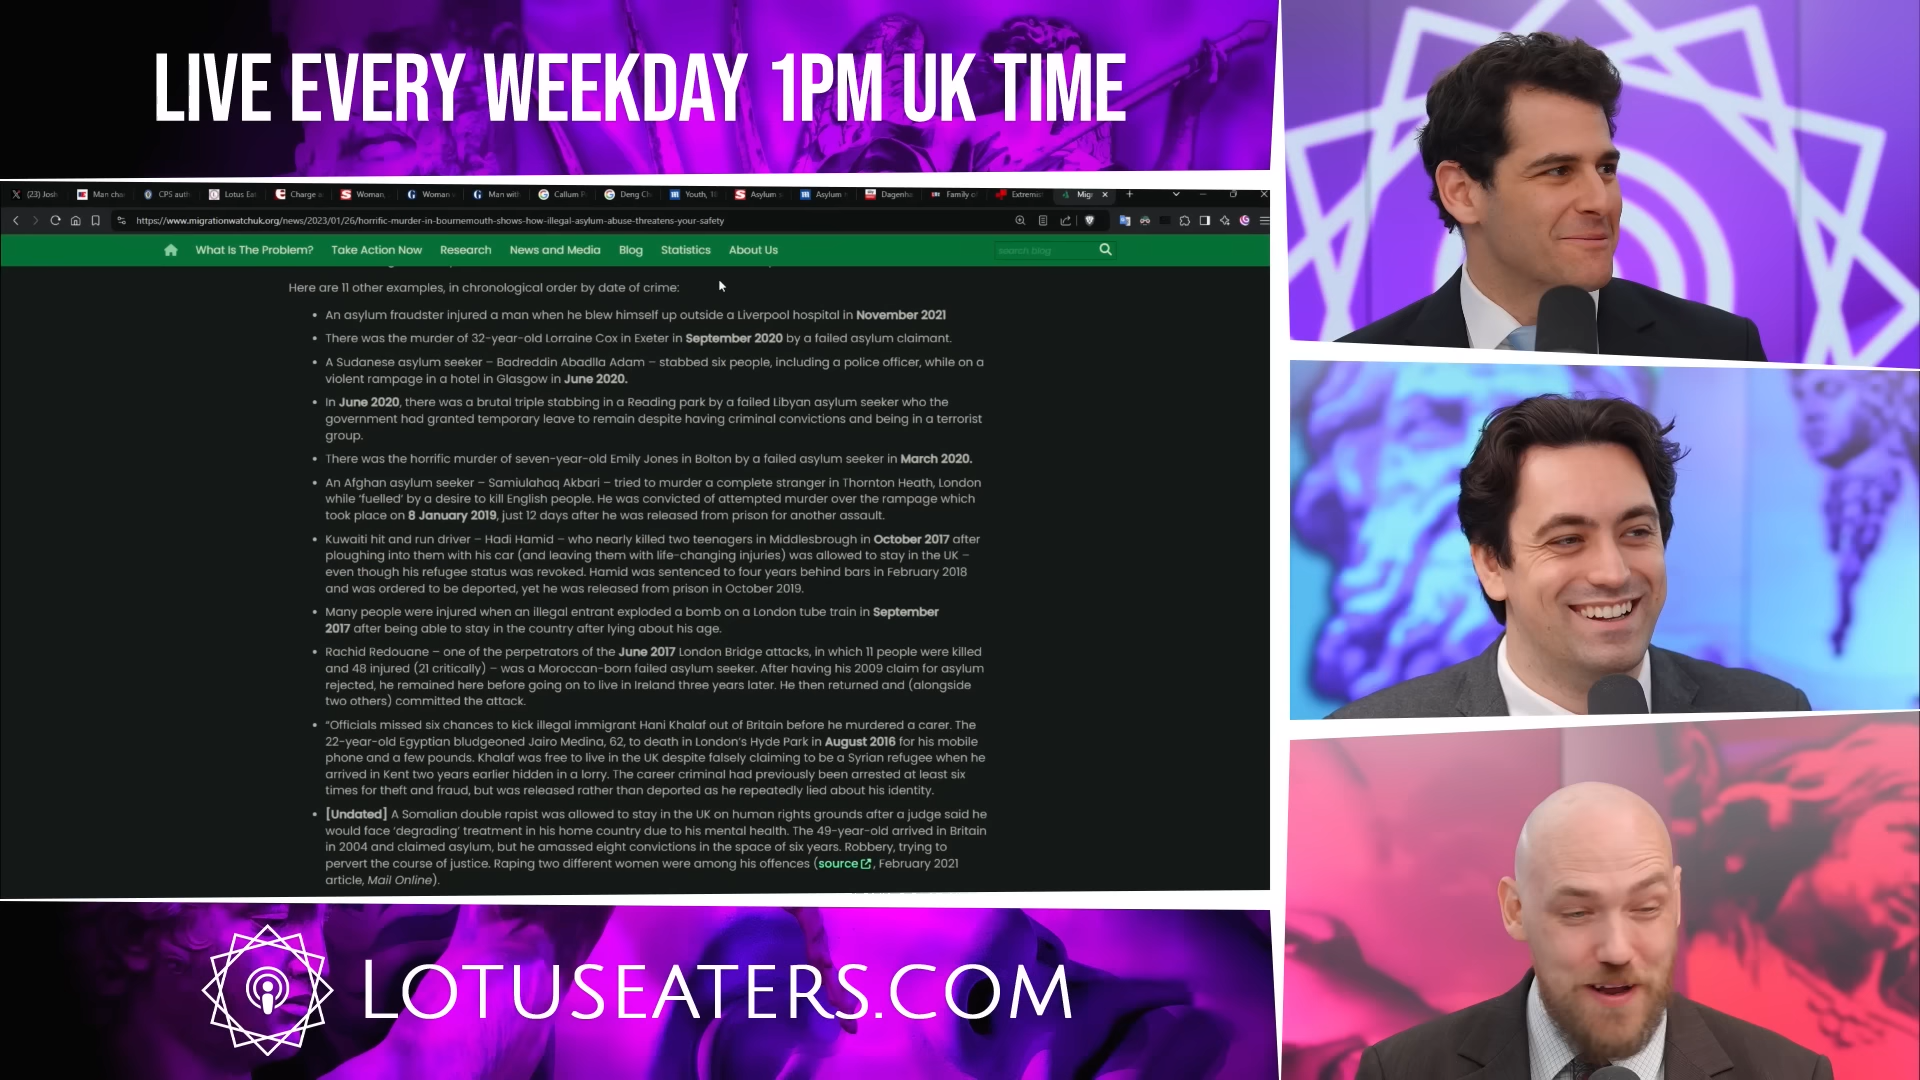 LIVE EVERY WEEKDAY 1PM UK TIME
(23) Josh
Man cha
CPS auth
Lotus Eat
Charge a
Woman,
Woman v
Man with
Callum P
Deng Ch
Youth, 1
Asylum s
Asylum s
Dagenha
Family o
Extremis
Migr
https://www.migrationwatchuk.org/news/2023/01/26/horrific-murder-in-bournemouth-shows-how-illegal-asylum-abuse-threatens-your-safety
What Is The Problem? Take Action Now Research News and Media Blog Statistics About Us search blog
Here are 11 other examples, in chronological order by date of crime:
• An asylum fraudster injured a man when he blew himself up outside a Liverpool hospital in November 2021
• There was the murder of 32-year-old Lorraine Cox in Exeter in September 2020 by a failed asylum claimant.
• A Sudanese asylum seeker – Badreddin Abadlla Adam – stabbed six people, including a police officer, while on a
violent rampage in a hotel in Glasgow in June 2020.
• In June 2020, there was a brutal triple stabbing in a Reading park by a failed Libyan asylum seeker who the
government had granted temporary leave to remain despite having criminal convictions and being in a terrorist
group.
• There was the horrific murder of seven-year-old Emily Jones in Bolton by a failed asylum seeker in March 2020.
• An Afghan asylum seeker – Samiulahaq Akbari – tried to murder a complete stranger in Thornton Heath, London
while ‘fuelled’ by a desire to kill English people. He was convicted of attempted murder over the rampage which
took place on 8 January 2019, just 12 days after he was released from prison for another assault.
• Kuwaiti hit and run driver – Hadi Hamid – who nearly killed two teenagers in Middlesbrough in October 2017 after
ploughing into them with his car (and leaving them with life-changing injuries) was allowed to stay in the UK –
even though his refugee status was revoked. Hamid was sentenced to four years behind bars in February 2018
and was ordered to be deported, yet he was released from prison in October 2019.
• Many people were injured when an illegal entrant exploded a bomb on a London tube train in September
2017 after being able to stay in the country after lying about his age.
• Rachid Redouane – one of the perpetrators of the June 2017 London Bridge attacks, in which 11 people were killed
and 48 injured (21 critically) – was a Moroccan-born failed asylum seeker. After having his 2009 claim for asylum
rejected, he remained here before going on to live in Ireland three years later. He then returned and (alongside
two others) committed the attack.
• “Officials missed six chances to kick illegal immigrant Hani Khalaf out of Britain before he murdered a carer. The
22-year-old Egyptian bludgeoned Jairo Medina, 62, to death in London’s Hyde Park in August 2016 for his mobile
phone and a few pounds. Khalaf was free to live in the UK despite falsely claiming to be a Syrian refugee when he
arrived in Kent two years earlier hidden in a lorry. The career criminal had previously been arrested at least six
times for theft and fraud, but was released rather than deported as he repeatedly lied about his identity.
• [Undated] A Somalian double rapist was allowed to stay in the UK on human rights grounds after a judge said he
would face ‘degrading’ treatment in his home country due to his mental health. The 49-year-old arrived in Britain
in 2004 and claimed asylum, but he amassed eight convictions in the space of six years. Robbery, trying to
pervert the course of justice. Raping two different women were among his offences (source, February 2021
article, Mail Online).
LOTUSEATERS.COM